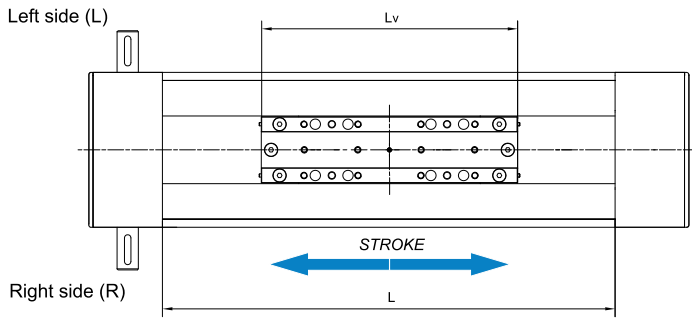 Left side (L)
Lv
STROKE
Right side (R)
L